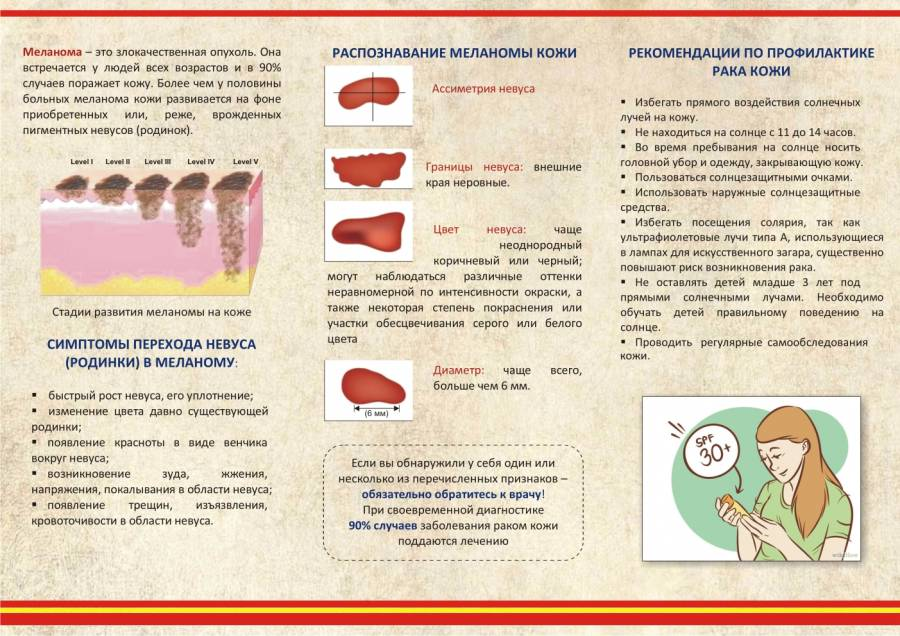 Меланома – это злокачественная опухоль. Она
встречается у людей всех возрастов и в 90%
случаев поражает кожу. Более чем у половины
больных меланома кожи развивается на фоне
приобретенных или, реже, врожденных
пигментных невусов (родинок).
Level I Level II Level III Level IV Level V
Стадии развития меланомы на коже
СИМПТОМЫ ПЕРЕХОДА НЕВУСА
(РОДИНКИ) В МЕЛАНОМУ:
▪ быстрый рост невуса, его уплотнение;
▪ изменение цвета давно существующей
родинки;
▪ появление красноты в виде венчика
вокруг невуса;
▪ возникновение зуда, жжения,
напряжения, покалывания в области невуса;
▪ появление трещин, изъязвления,
кровоточивости в области невуса.
РАСПОЗНАВАНИЕ МЕЛАНОМЫ КОЖИ
Ассиметрия невуса
Границы невуса: внешние
края неровные.
Цвет невуса: чаще
неоднородный
коричневый или черный;
могут наблюдаться различные оттенки
неравномерной по интенсивности окраски, а
также некоторая степень покраснения или
участки обесцвечивания серого или белого
цвета
Диаметр: чаще всего,
больше чем 6 мм.
(6 мм)
Если вы обнаружили у себя один или
несколько из перечисленных признаков –
обязательно обратитесь к врачу!
При своевременной диагностике
90% случаев заболевания раком кожи
поддаются лечению
РЕКОМЕНДАЦИИ ПО ПРОФИЛАКТИКЕ
РАКА КОЖИ
▪ Избегать прямого воздействия солнечных
лучей на кожу.
▪ Не находиться на солнце с 11 до 14 часов.
▪ Во время пребывания на солнце носить
головной убор и одежду, закрывающую кожу.
▪ Пользоваться солнцезащитными очками.
▪ Использовать наружные солнцезащитные
средства.
▪ Избегать посещения солярия, так как
ультрафиолетовые лучи типа А, использующиеся
в лампах для искусственного загара, существенно
повышают риск возникновения рака.
▪ Не оставлять детей младше 3 лет под
прямыми солнечными лучами. Необходимо
обучать детей правильному поведению на
солнце.
▪ Проводить регулярные самообследования
кожи.
SPF
30+
wikiHow